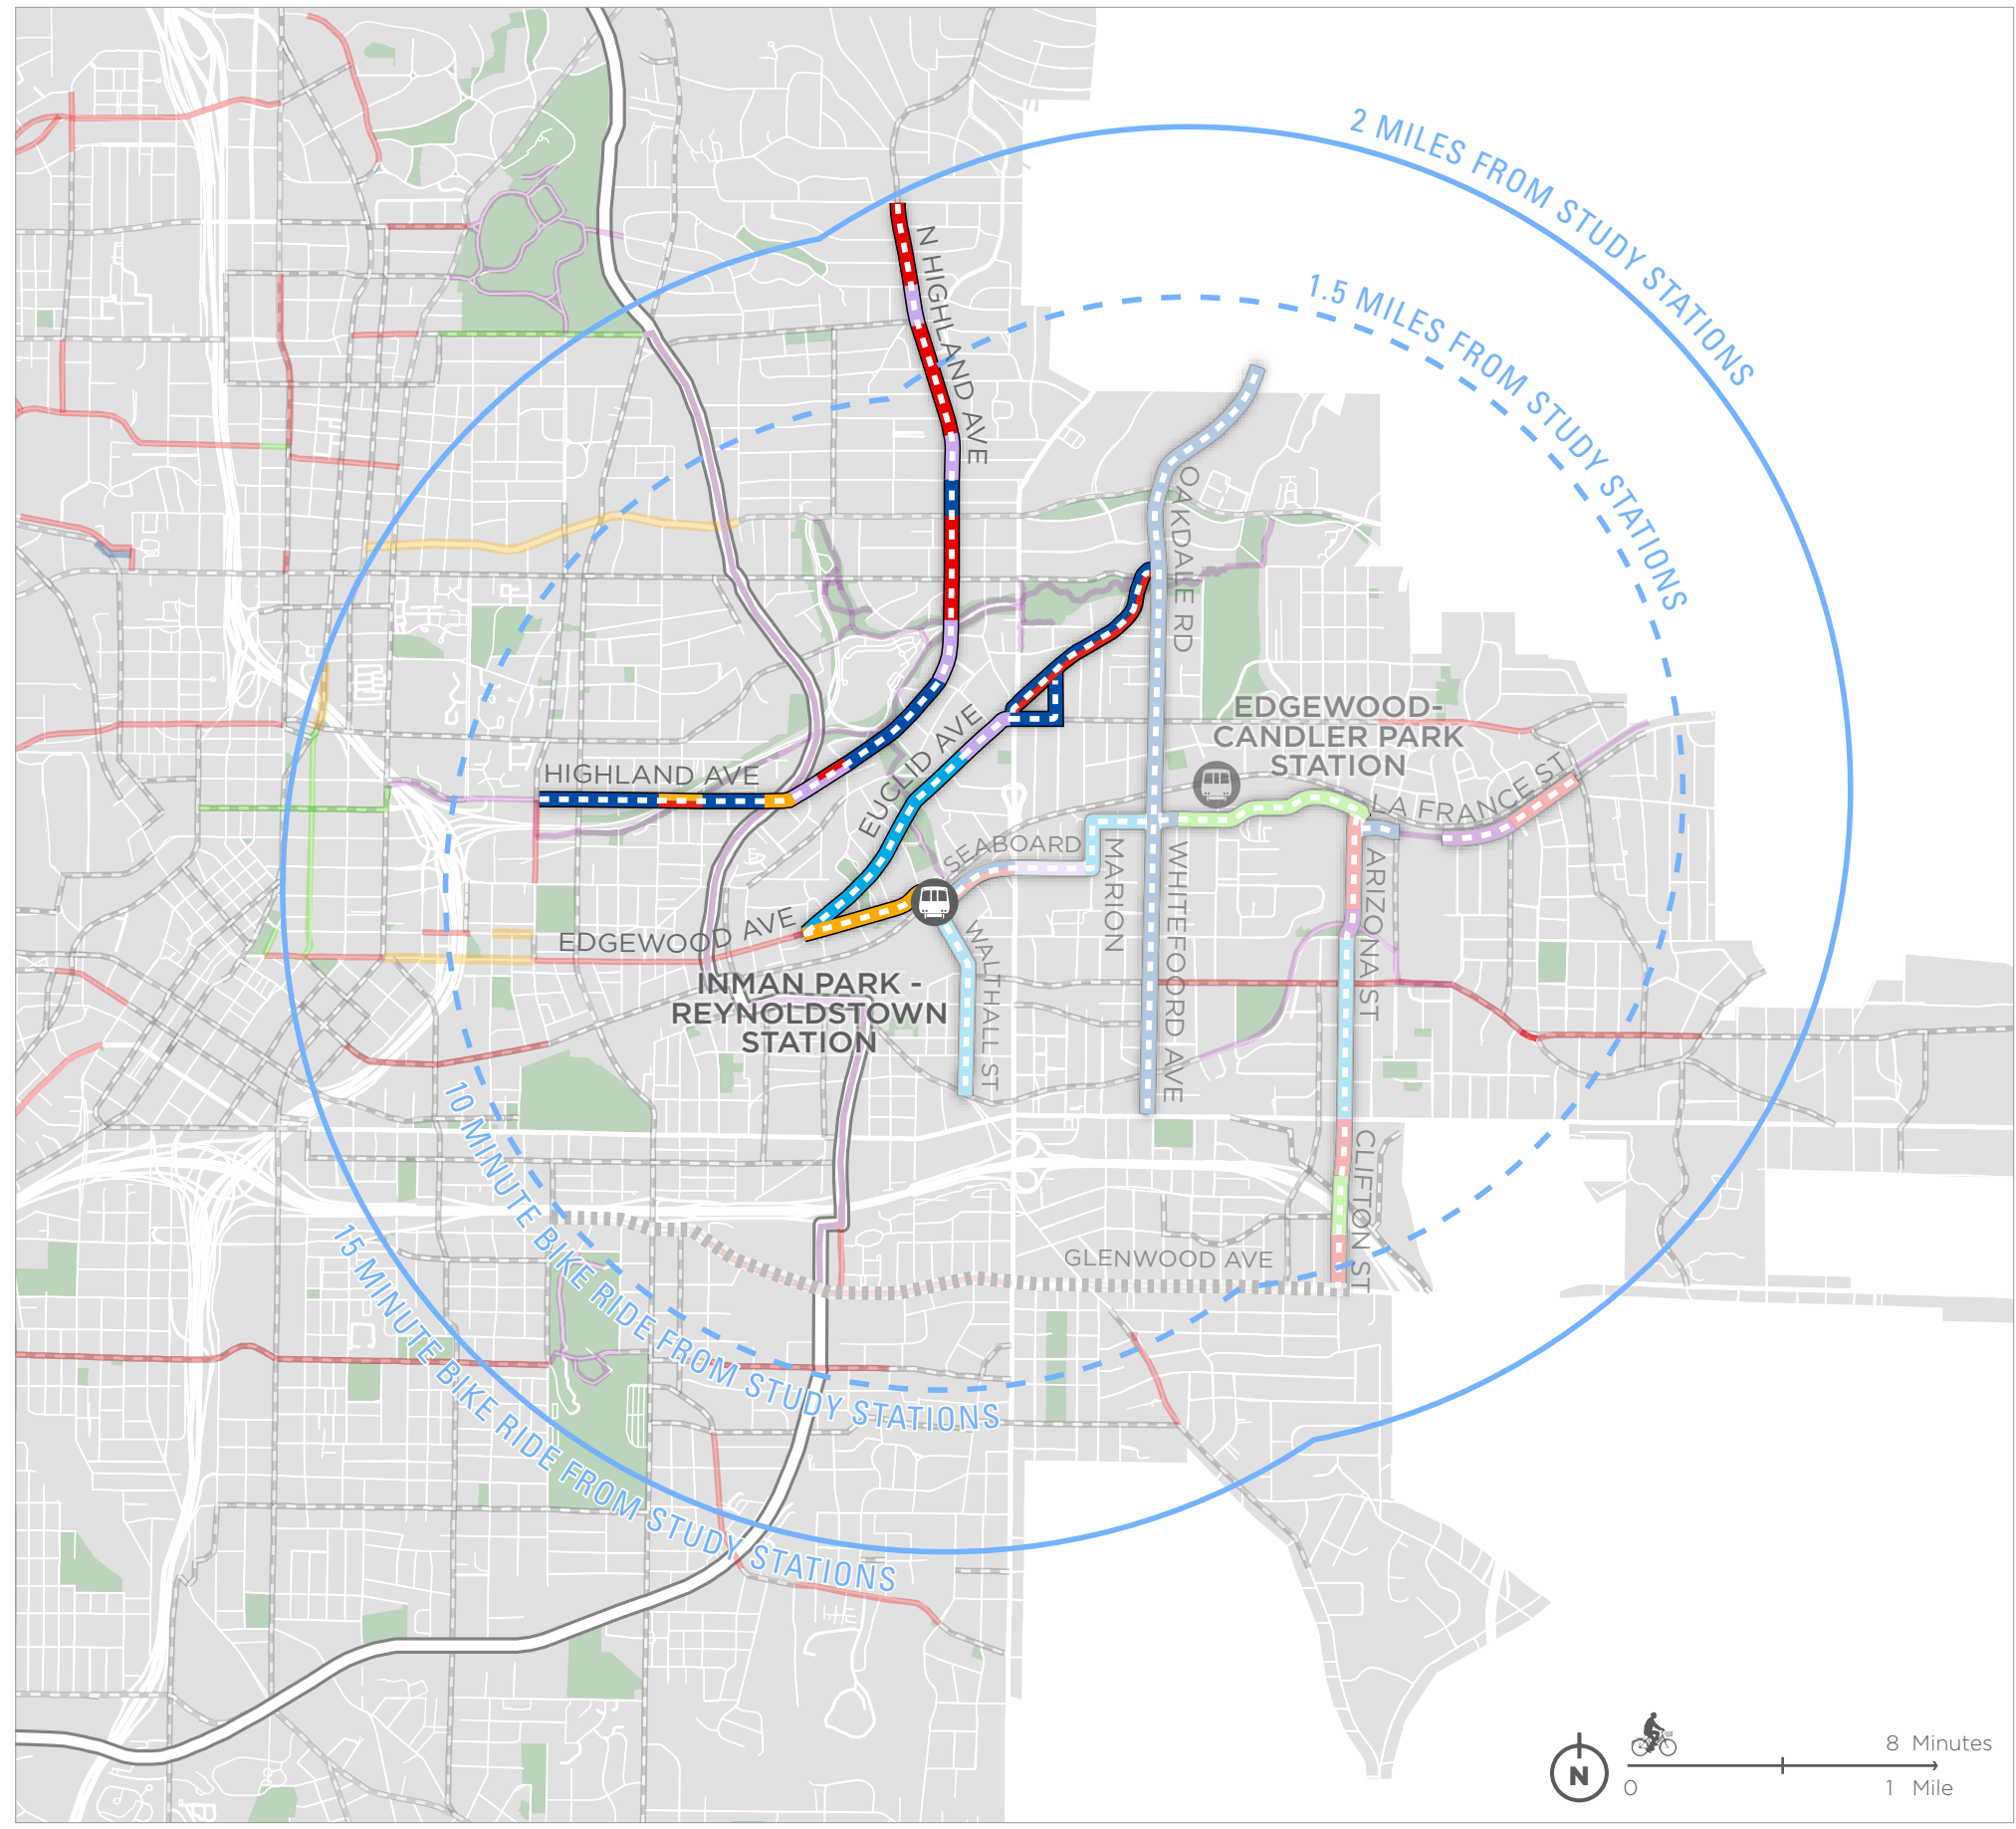 2 MILES FROM STUDY STATIONS
1.5 MILES FROM STUDY STATIONS
N HIGHLAND AVE
OAKDALE RD
EDGEWOOD-
CANDLER PARK
STATION
EUCLID AVE
HIGHLAND AVE
LA FRANCE ST
SEABOARD
MARION
WHITEFOORD AVE
ARIZONA ST
EDGEWOOD AVE
WALTHALL ST
INMAN PARK -
REYNOLDSTOWN
STATION
CLIFTON ST
GLENWOOD AVE
10 MINUTE BIKE RIDE FROM STUDY STATIONS
15 MINUTE BIKE RIDE FROM STUDY STATIONS
8 Minutes
N
0
1 Mile